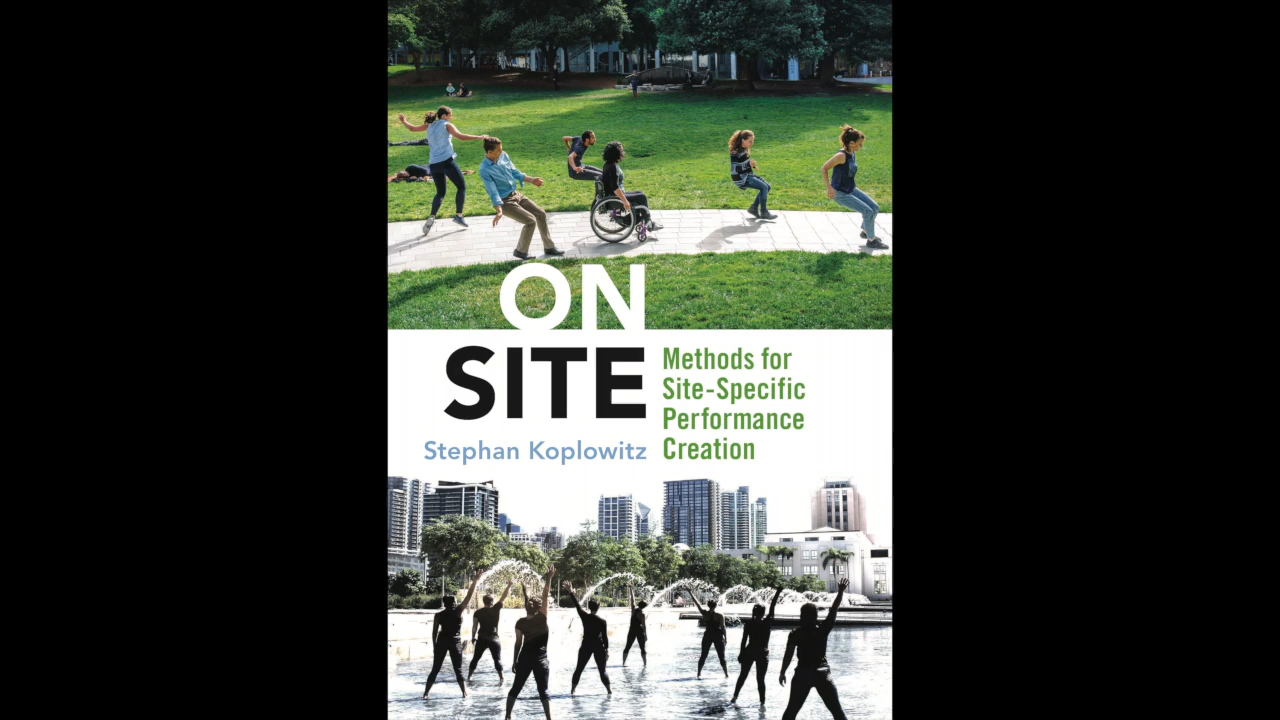 ON
SITE
Stephan Koplowitz
Methods for
Site-Specific
Performance
Creation